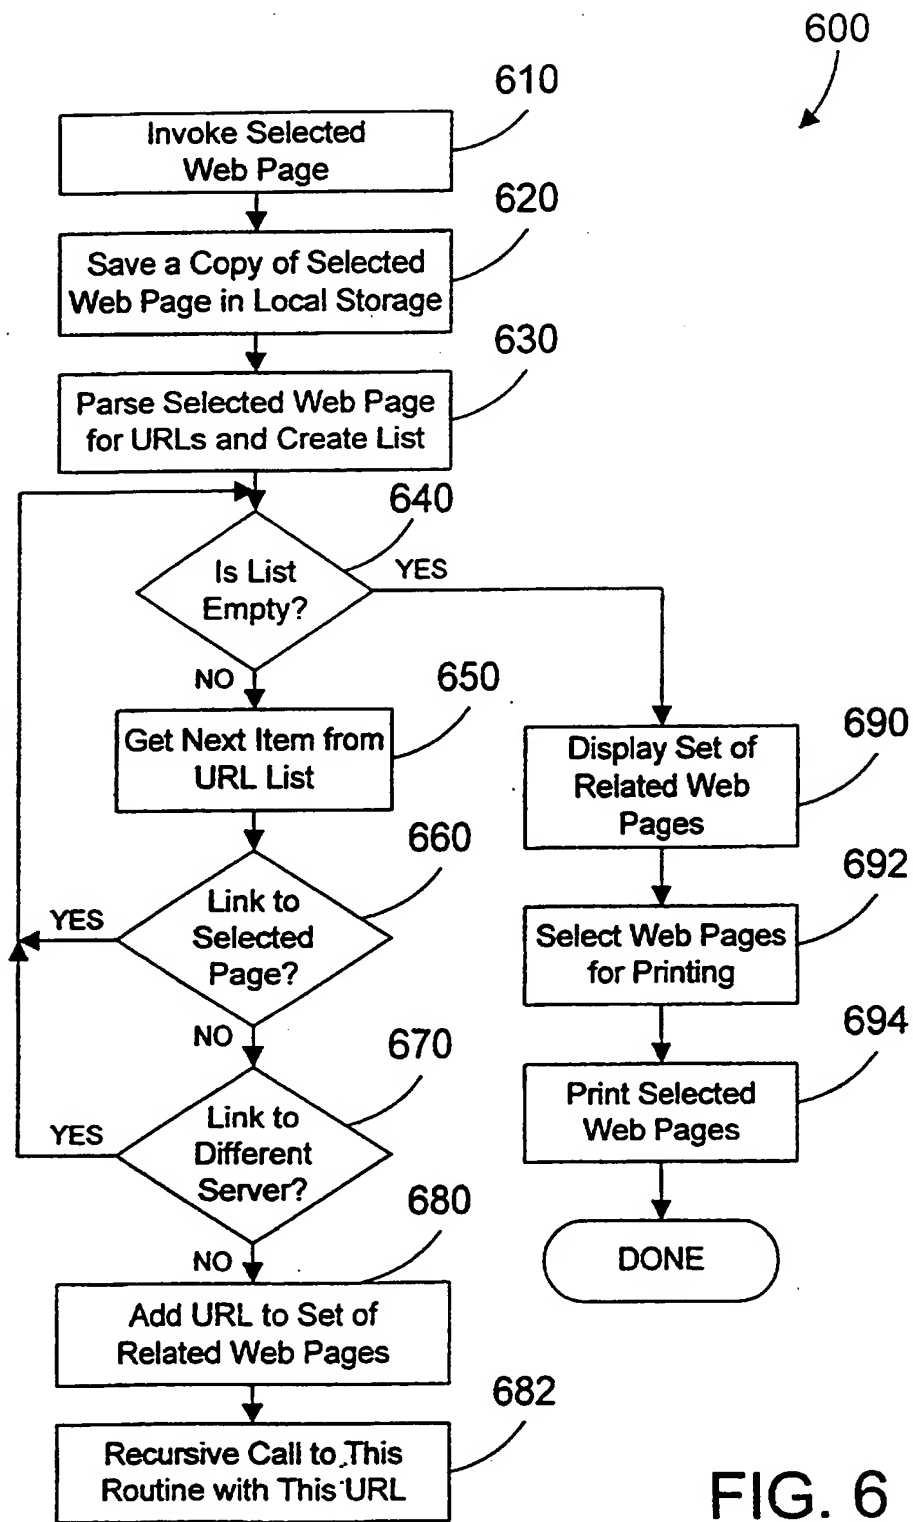 600
610
Invoke Selected
Web Page
620
Save a Copy of Selected
Web Page in Local Storage
630
Parse Selected Web Page
for URLs and Create List
640
Is List
Empty?
YES
NO
650
Get Next Item from
URL List
660
Link to
Selected
Page?
YES
NO
670
Link to
Different
Server?
YES
NO
680
Add URL to Set of
Related Web Pages
682
Recursive Call to This
Routine with This URL
690
Display Set of
Related Web
Pages
692
Select Web Pages
for Printing
694
Print Selected
Web Pages
DONE
FIG. 6